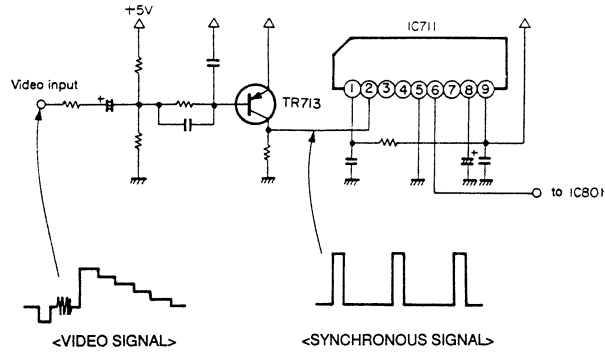 +5V
IC711
Video input
+
TR713
1 2 3 4 5 6 7 8 9
+
to IC801
<VIDEO SIGNAL>
<SYNCHRONOUS SIGNAL>